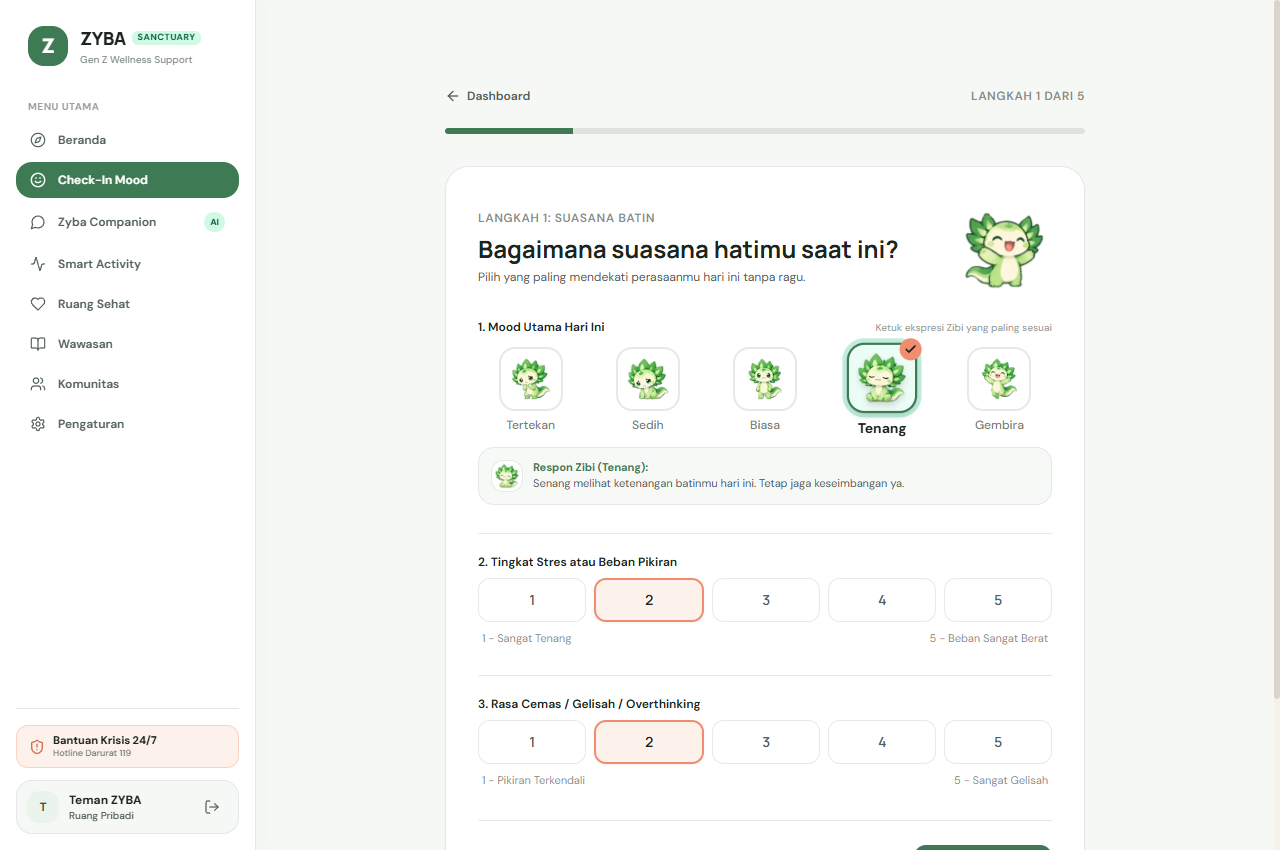 Z
ZYBA SANCTUARY
Gen Z Wellness Support
MENU UTAMA
Beranda
Check-In Mood
Zyba Companion AI
Smart Activity
Ruang Sehat
Wawasan
Komunitas
Pengaturan
Bantuan Krisis 24/7
Hotline Darurat 119
T
Teman ZYBA
Ruang Pribadi
Dashboard
LANGKAH 1 DARI 5
LANGKAH 1: SUASANA BATIN
Bagaimana suasana hatimu saat ini?
Pilih yang paling mendekati perasaanmu hari ini tanpa ragu.
1. Mood Utama Hari Ini
Ketuk ekspresi Zibi yang paling sesuai
Tertekan
Sedih
Biasa
Tenang
Gembira
Respon Zibi (Tenang):
Senang melihat ketenangan batinmu hari ini. Tetap jaga keseimbangan ya.
2. Tingkat Stres atau Beban Pikiran
1 2 3 4 5
1 - Sangat Tenang
5 - Beban Sangat Berat
3. Rasa Cemas / Gelisah / Overthinking
1 2 3 4 5
1 - Pikiran Terkendali
5 - Sangat Gelisah